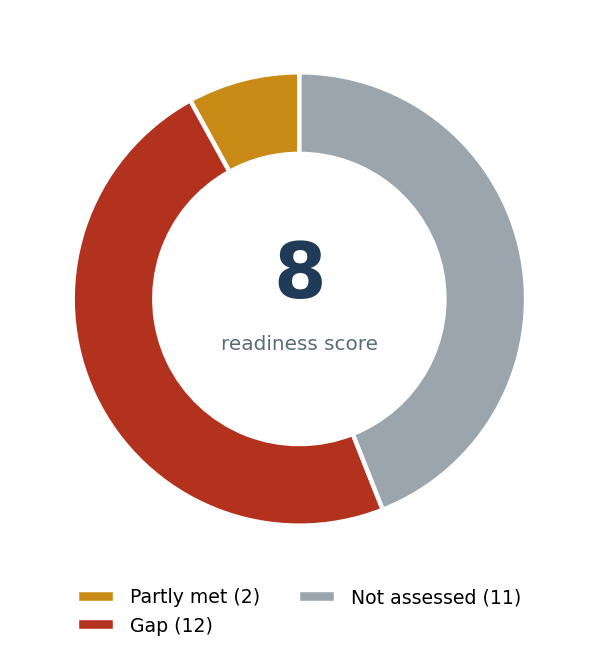 8
readiness score
Partly met (2)
Gap (12)
Not assessed (11)